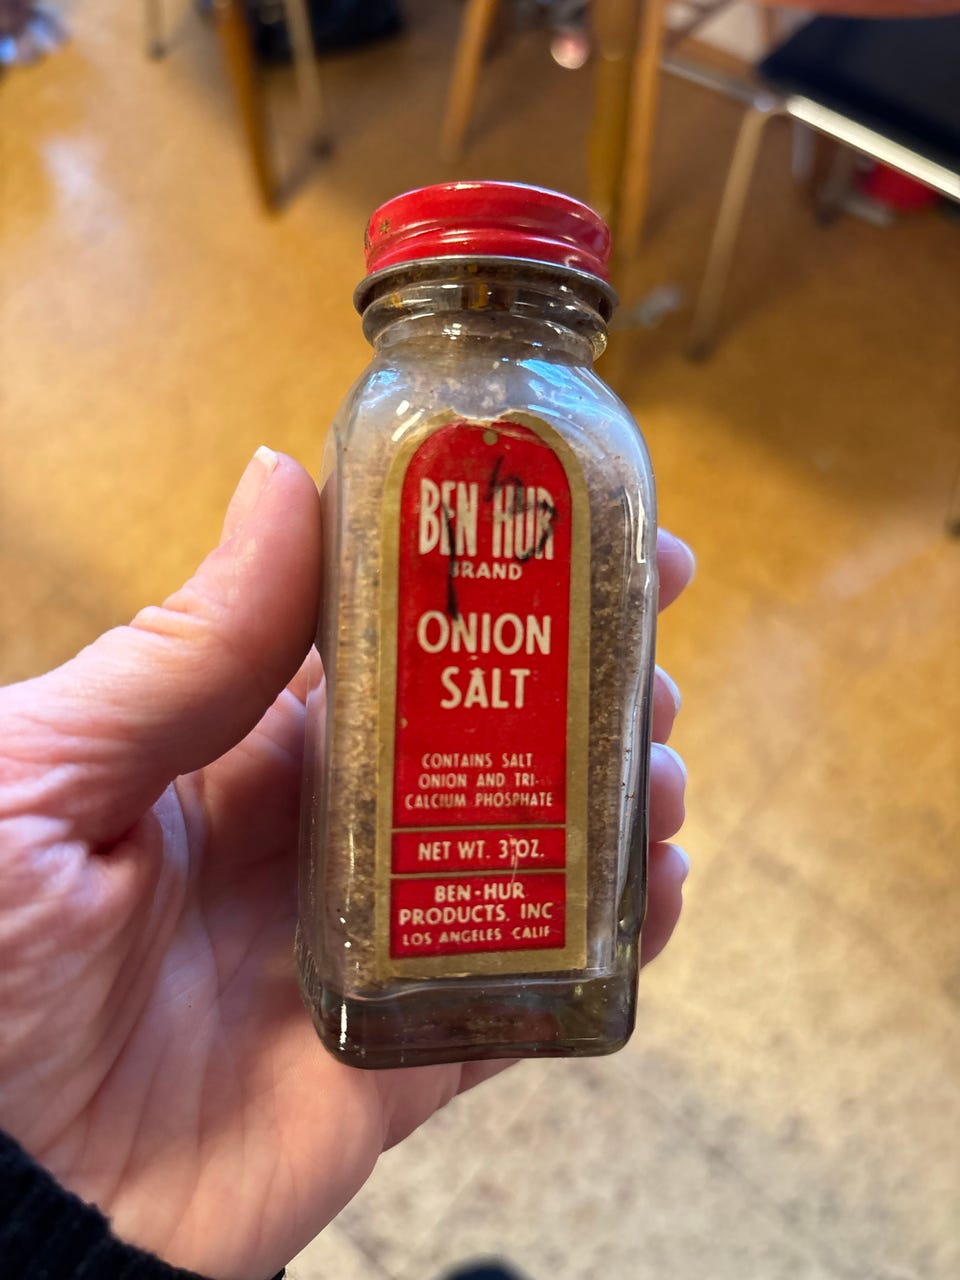 BEN HUR
BRAND
ONION
SALT
CONTAINS SALT
ONION AND TRI-
CALCIUM PHOSPHATE
NET WT. 3 OZ.
BEN-HUR
PRODUCTS, INC
LOS ANGELES CALIF